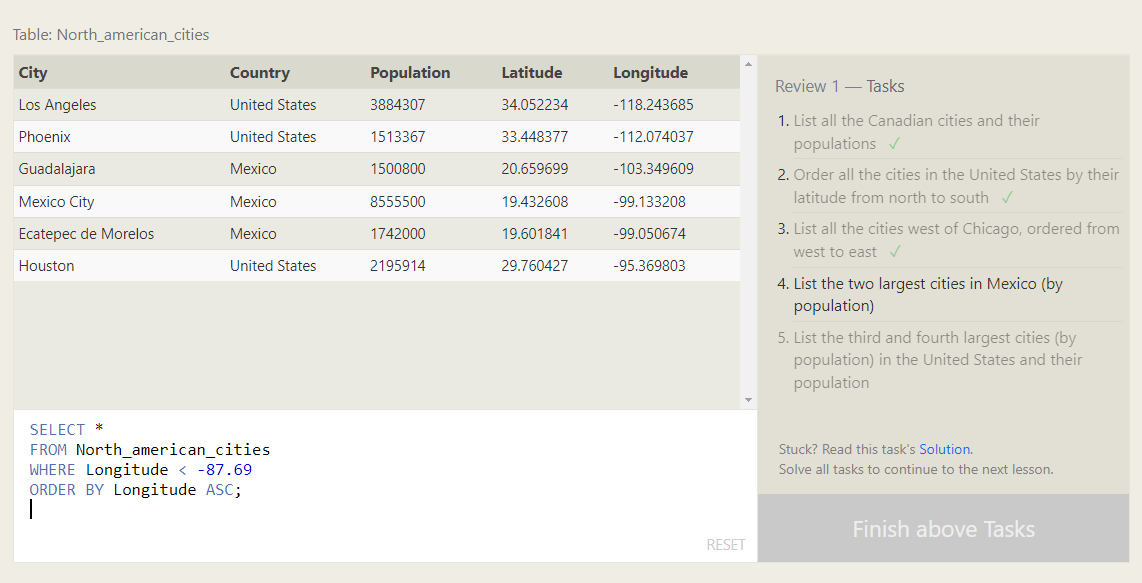 Table: North_american_cities
City Country Population Latitude Longitude
Los Angeles United States 3884307 34.052234 -118.243685
Phoenix United States 1513367 33.448377 -112.074037
Guadalajara Mexico 1500800 20.659699 -103.349609
Mexico City Mexico 8555500 19.432608 -99.133208
Ecatepec de Morelos Mexico 1742000 19.601841 -99.050674
Houston United States 2195914 29.760427 -95.369803
SELECT *
FROM North_american_cities
WHERE Longitude < -87.69
ORDER BY Longitude ASC;
RESET
Review 1 — Tasks
1. List all the Canadian cities and their
populations ✓
2. Order all the cities in the United States by their
latitude from north to south ✓
3. List all the cities west of Chicago, ordered from
west to east ✓
4. List the two largest cities in Mexico (by
population)
5. List the third and fourth largest cities (by
population) in the United States and their
population
Stuck? Read this task's Solution.
Solve all tasks to continue to the next lesson.
Finish above Tasks